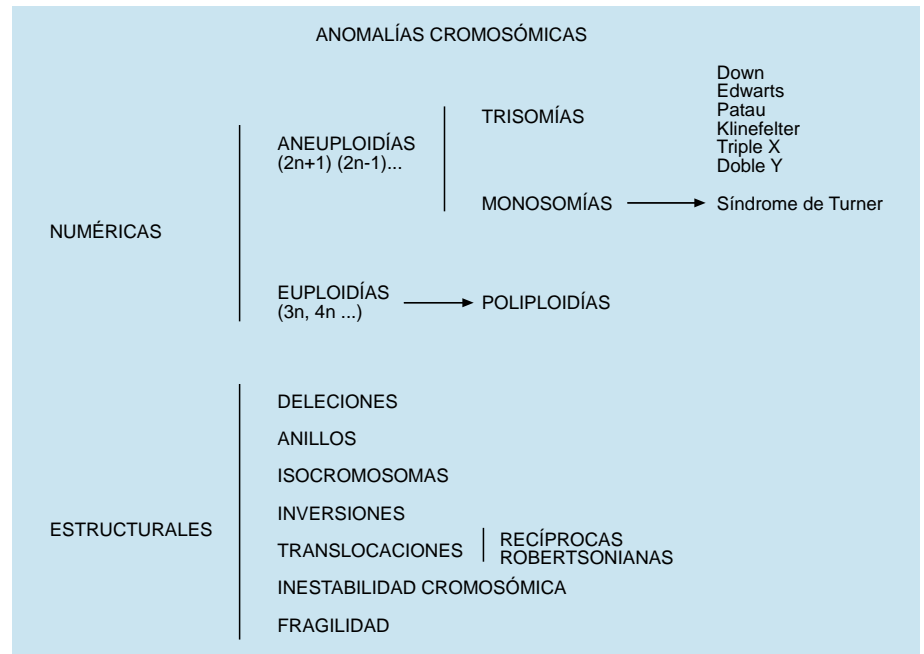 ANOMALÍAS CROMOSÓMICAS
NUMÉRICAS
ANEUPLOIDÍAS
(2n+1) (2n-1)...
TRISOMÍAS
Down
Edwarts
Patau
Klinefelter
Triple X
Doble Y
MONOSOMÍAS
Síndrome de Turner
EUPLOIDÍAS
(3n, 4n ...)
POLIPLOIDÍAS
ESTRUCTURALES
DELECIONES
ANILLOS
ISOCROMOSOMAS
INVERSIONES
TRANSLOCACIONES
RECÍPROCAS
ROBERTSONIANAS
INESTABILIDAD CROMOSÓMICA
FRAGILIDAD